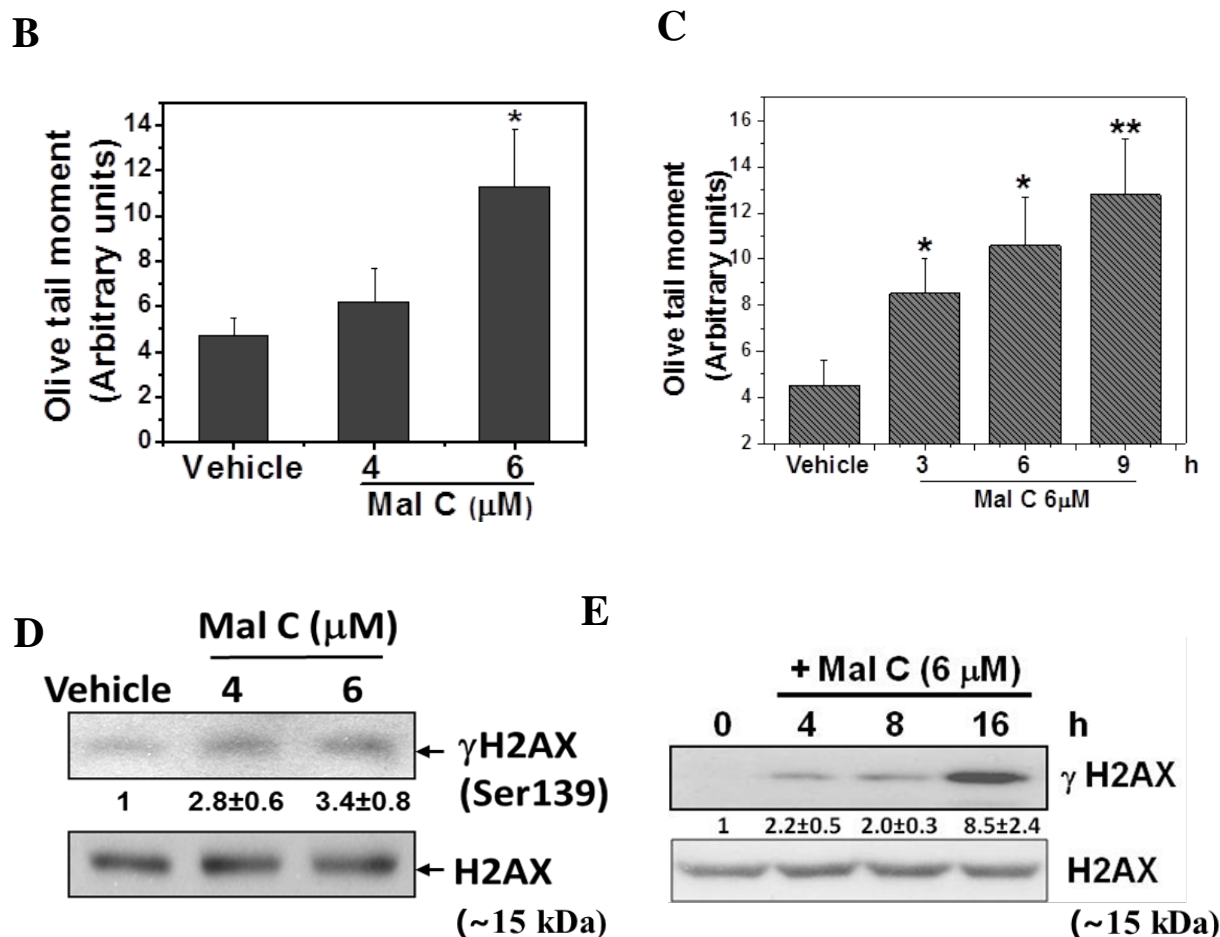 B
Olive tail moment
(Arbitrary units)
14
12
10
8
6
4
2
0
*
Vehicle
4
6
Mal C (μM)
C
Olive tail moment
(Arbitrary units)
16
14
12
10
8
6
4
2
*
*
**
Vehicle
3
6
9
h
Mal C 6μM
D
Mal C (μM)
Vehicle
4
6
γH2AX
(Ser139)
1
2.8±0.6
3.4±0.8
H2AX
(~15 kDa)
E
+ Mal C (6 μM)
0
4
8
16
h
γ H2AX
1
2.2±0.5
2.0±0.3
8.5±2.4
H2AX
(~15 kDa)